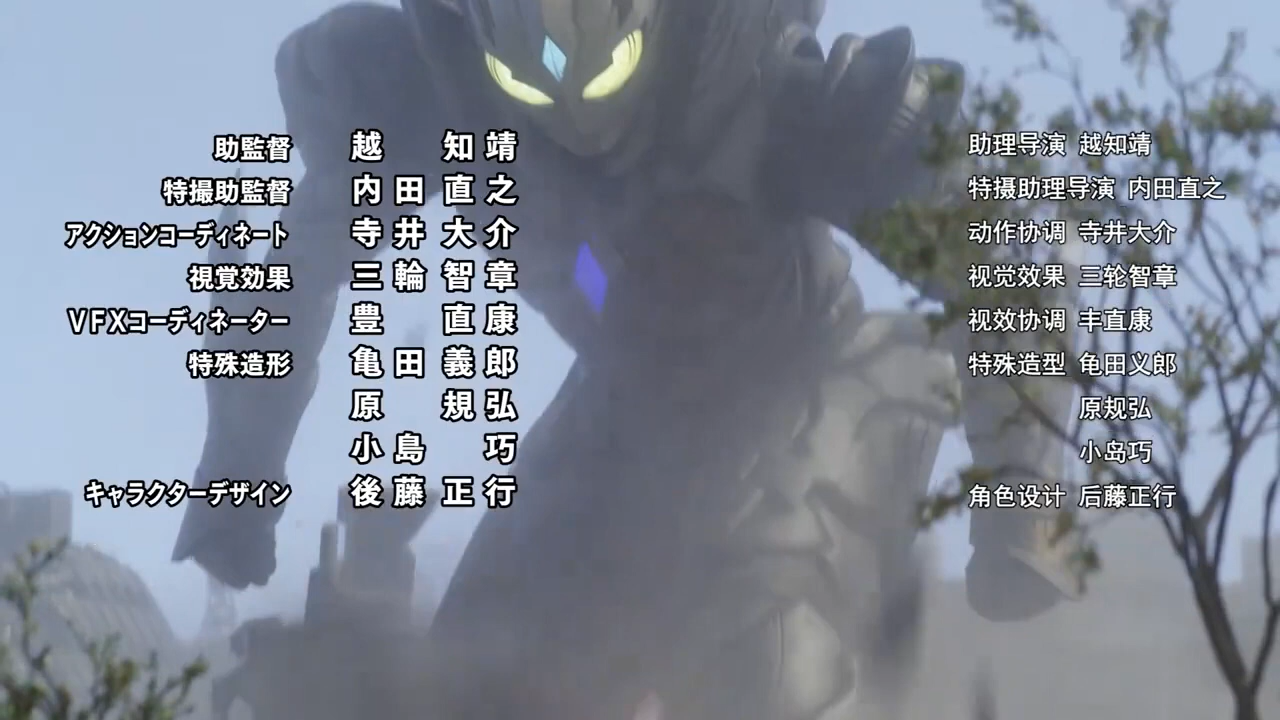 助監督 越知靖
特撮助監督 内田直之
アクションコーディネート 寺井大介
視覚効果 三輪智章
VFXコーディネーター 豊直康
特殊造形 亀田義郎
原規弘
小島巧
キャラクターデザイン 後藤正行
助理导演 越知靖
特摄助理导演 内田直之
动作协调 寺井大介
视觉效果 三轮智章
视效协调 丰直康
特殊造型 龟田义郎
原规弘
小岛巧
角色设计 后藤正行